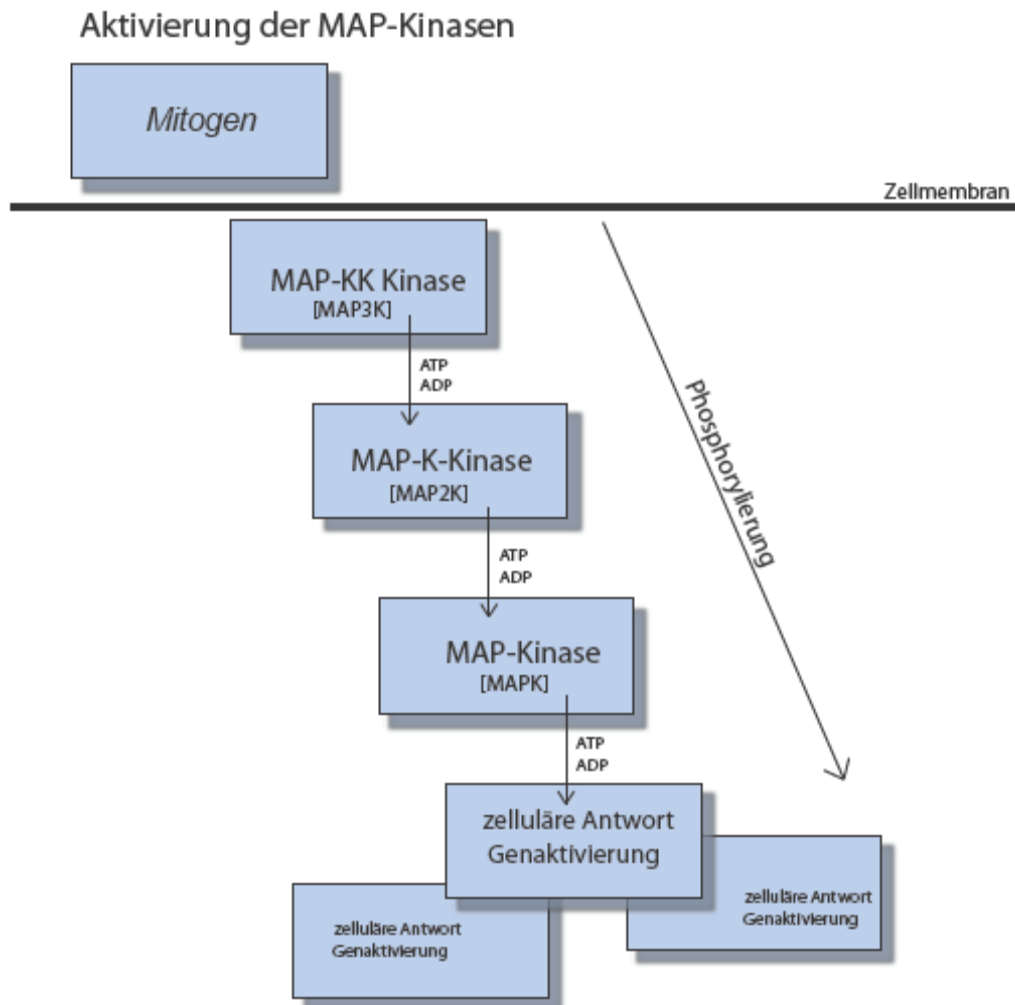 Aktivierung der MAP-Kinasen
Mitogen
Zellmembran
MAP-KK Kinase
[MAP3K]
ATP
ADP
MAP-K-Kinase
[MAP2K]
Phosphorylierung
ATP
ADP
MAP-Kinase
[MAPK]
ATP
ADP
zelluläre Antwort
Genaktivierung
zelluläre Antwort
Genaktivierung
zelluläre Antwort
Genaktivierung